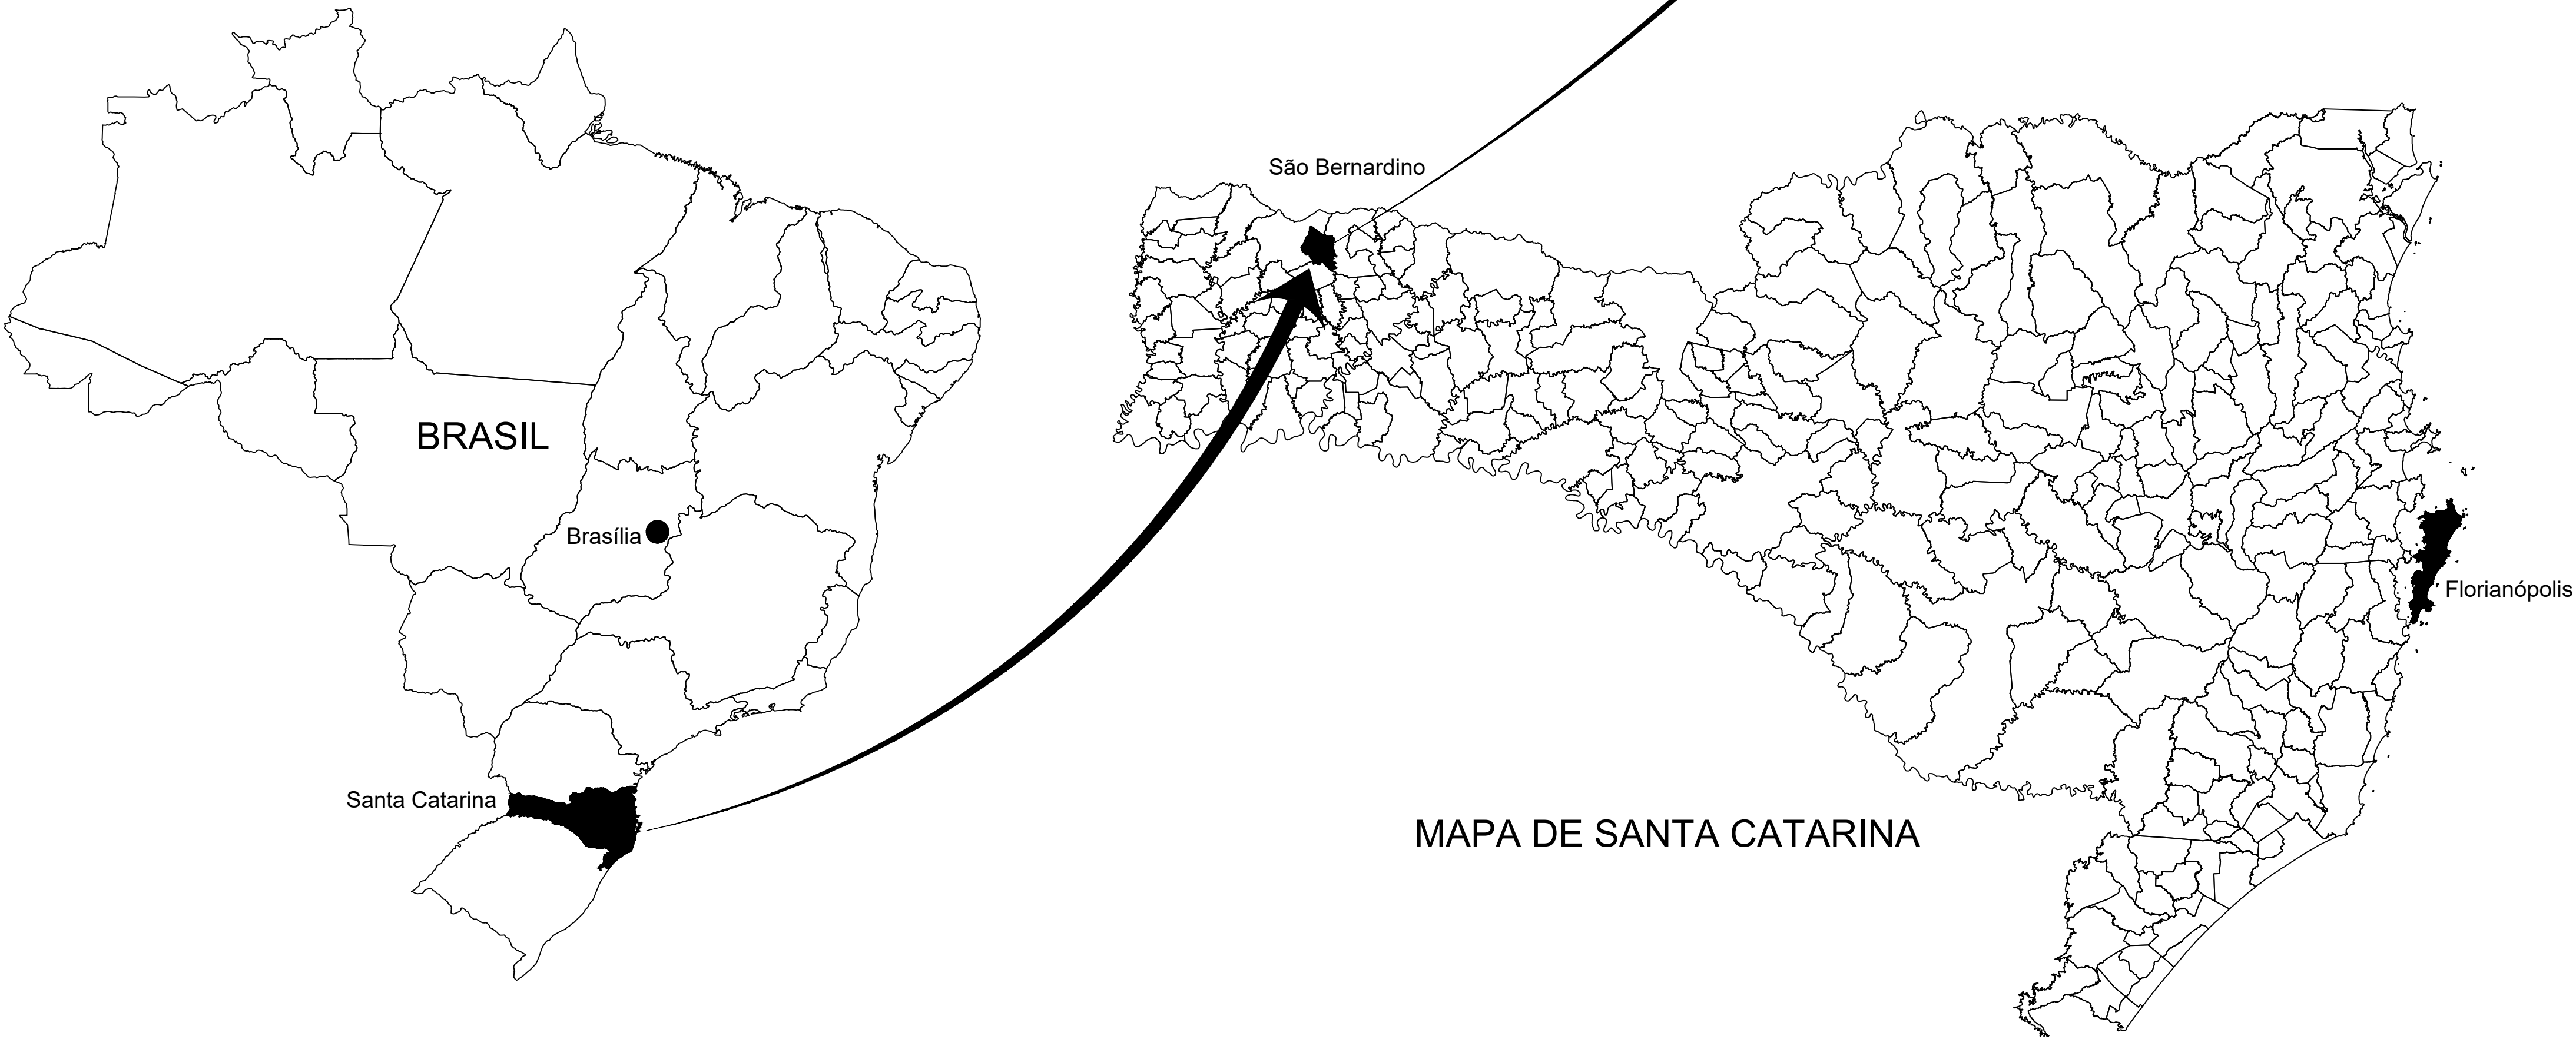 BRASIL
Brasília
Santa Catarina
São Bernardino
Florianópolis
MAPA DE SANTA CATARINA